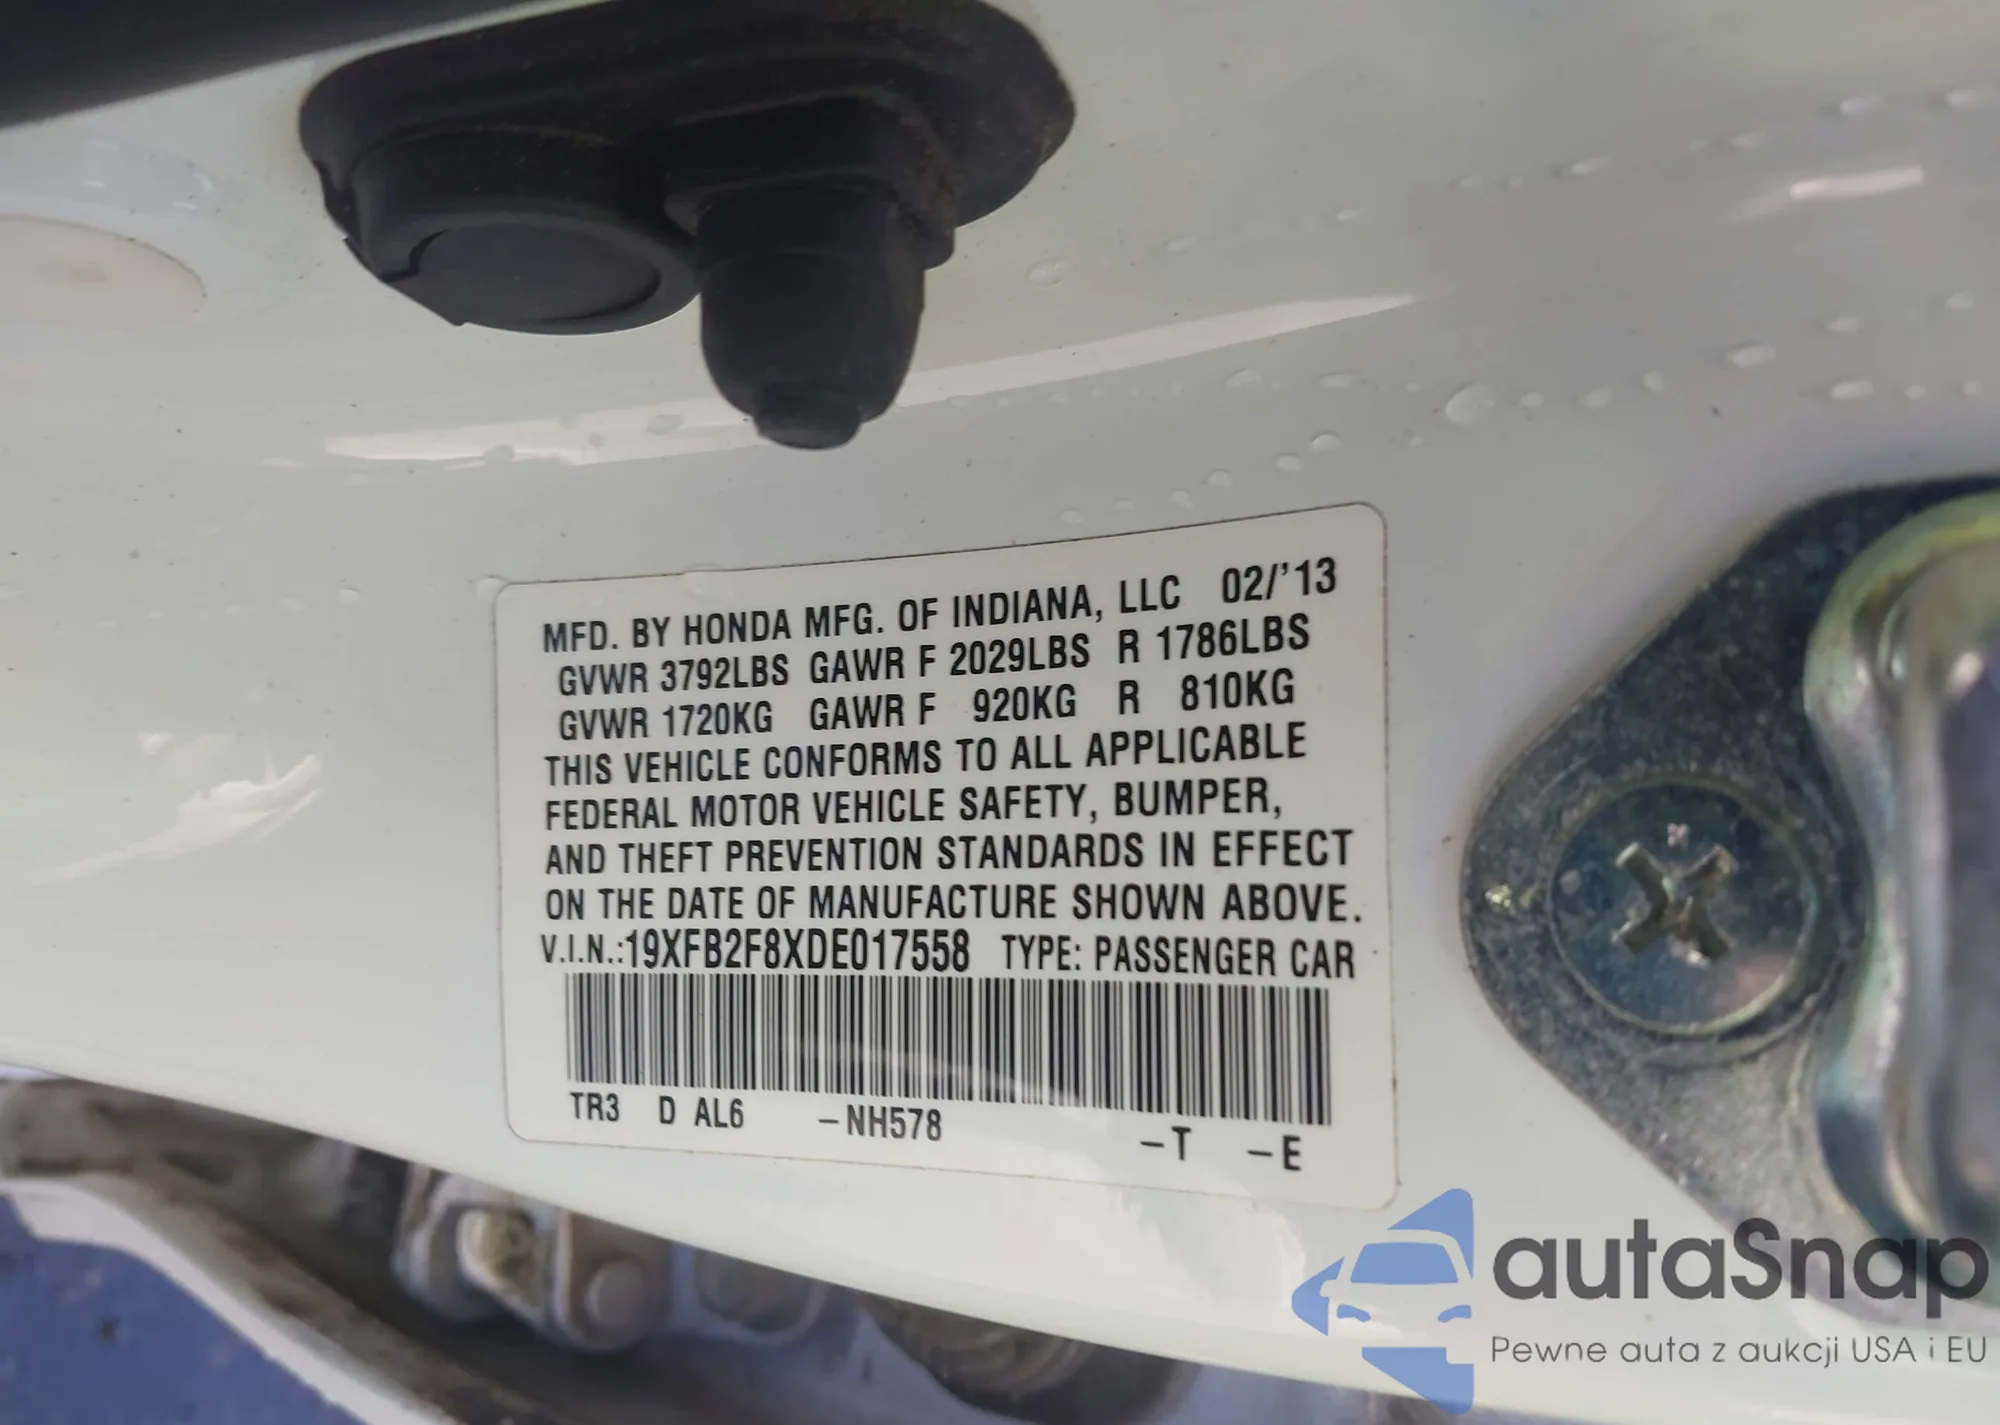 MFD. BY HONDA MFG. OF INDIANA, LLC 02/'13
GVWR 3792LBS GAWR F 2029LBS R 1786LBS
GVWR 1720KG GAWR F 920KG R 810KG
THIS VEHICLE CONFORMS TO ALL APPLICABLE
FEDERAL MOTOR VEHICLE SAFETY, BUMPER,
AND THEFT PREVENTION STANDARDS IN EFFECT
ON THE DATE OF MANUFACTURE SHOWN ABOVE.
V.I.N.:19XFB2F8XDE017558 TYPE: PASSENGER CAR
TR3 D AL6 –NH578 –T –E
autaSnap
Pewne auta z aukcji USA i EU